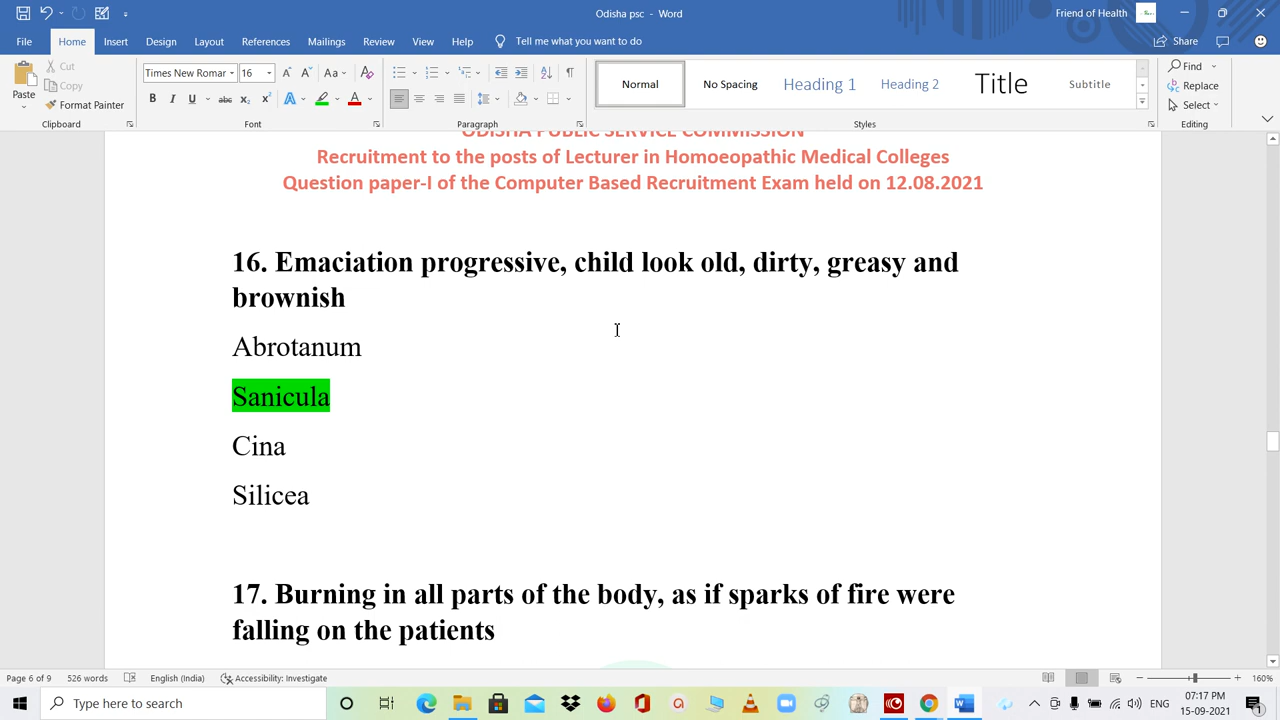 Odisha psc - Word
Friend of Health
File Home Insert Design Layout References Mailings Review View Help Tell me what you want to do Share
Paste Cut Copy Format Painter
Times New Romar 16
Normal No Spacing Heading 1 Heading 2 Title Subtitle
Find Replace Select
Clipboard Font Paragraph Styles Editing
ODISHA PUBLIC SERVICE COMMISSION
Recruitment to the posts of Lecturer in Homoeopathic Medical Colleges
Question paper-I of the Computer Based Recruitment Exam held on 12.08.2021
16. Emaciation progressive, child look old, dirty, greasy and
brownish
Abrotanum
Sanicula
Cina
Silicea
17. Burning in all parts of the body, as if sparks of fire were
falling on the patients
Page 6 of 9 526 words English (India) Accessibility: Investigate 160%
Type here to search
ENG
07:17 PM
15-09-2021
1